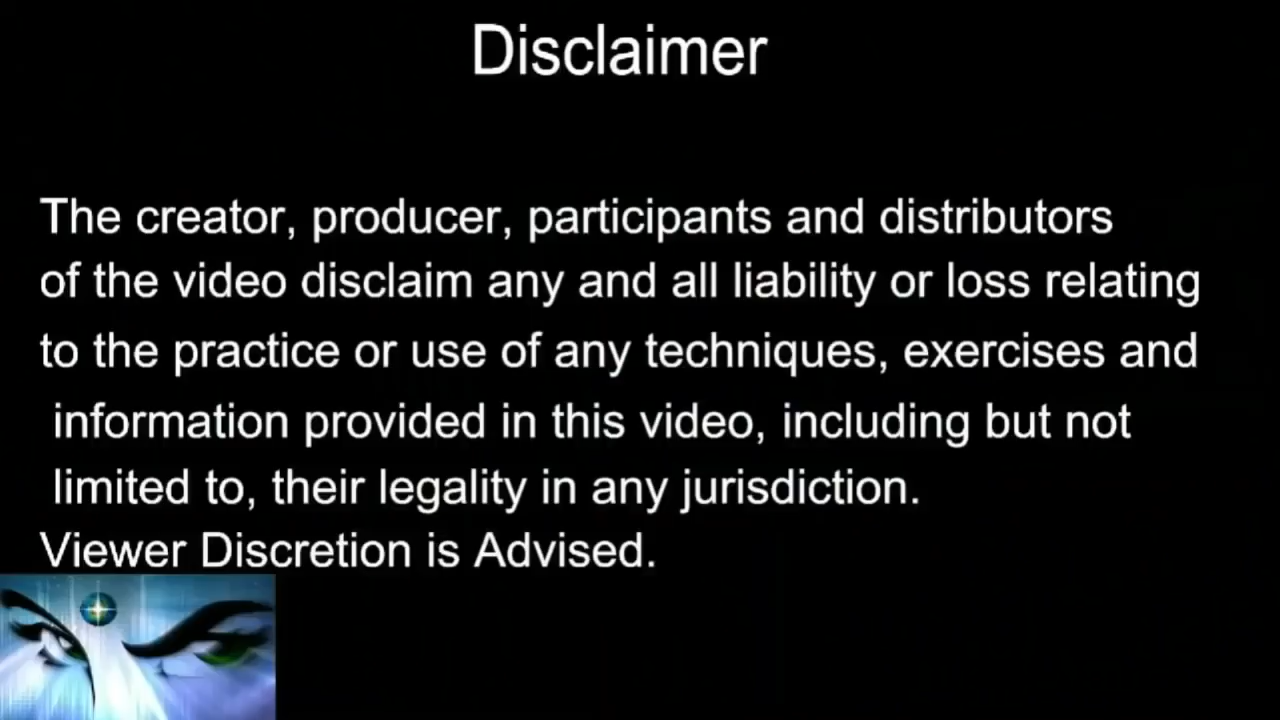 Disclaimer
The creator, producer, participants and distributors
of the video disclaim any and all liability or loss relating
to the practice or use of any techniques, exercises and
information provided in this video, including but not
limited to, their legality in any jurisdiction.
Viewer Discretion is Advised.